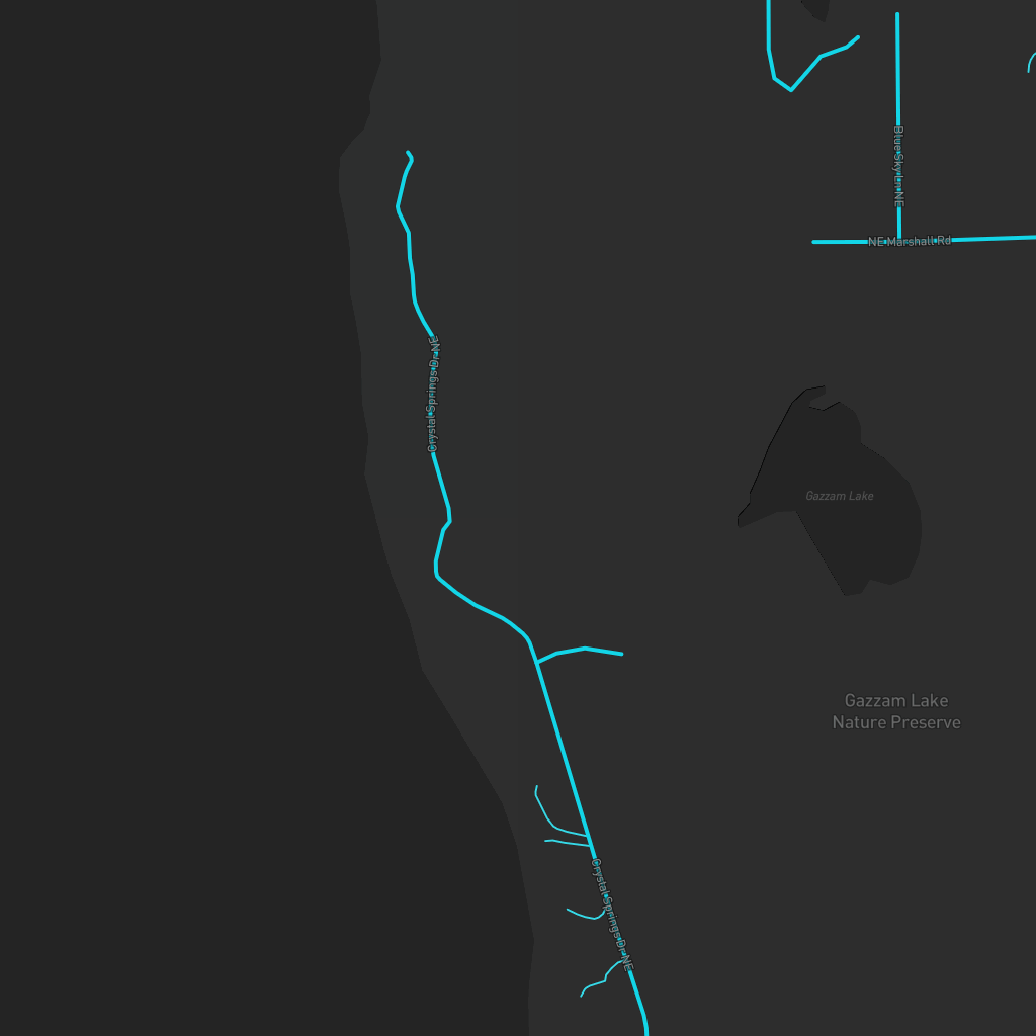 Blue Sky Ln NE
NE Marshall Rd
Crystal Springs Dr NE
Gazzam Lake
Gazzam Lake
Nature Preserve
Crystal Springs Dr NE